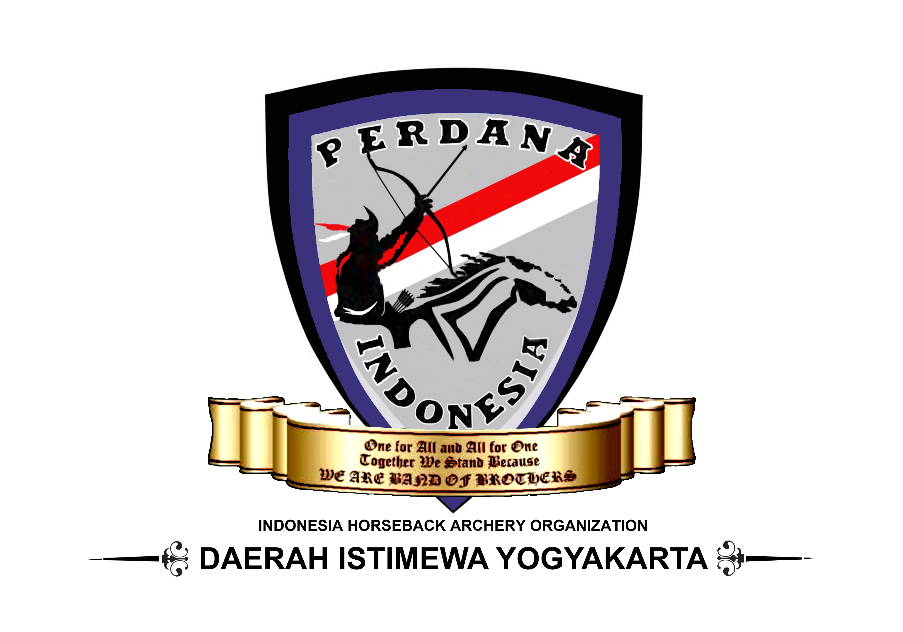 PERDANA
INDONESIA
One for All and All for One
Together We Stand Because
WE ARE BAND OF BROTHERS
INDONESIA HORSEBACK ARCHERY ORGANIZATION
DAERAH ISTIMEWA YOGYAKARTA